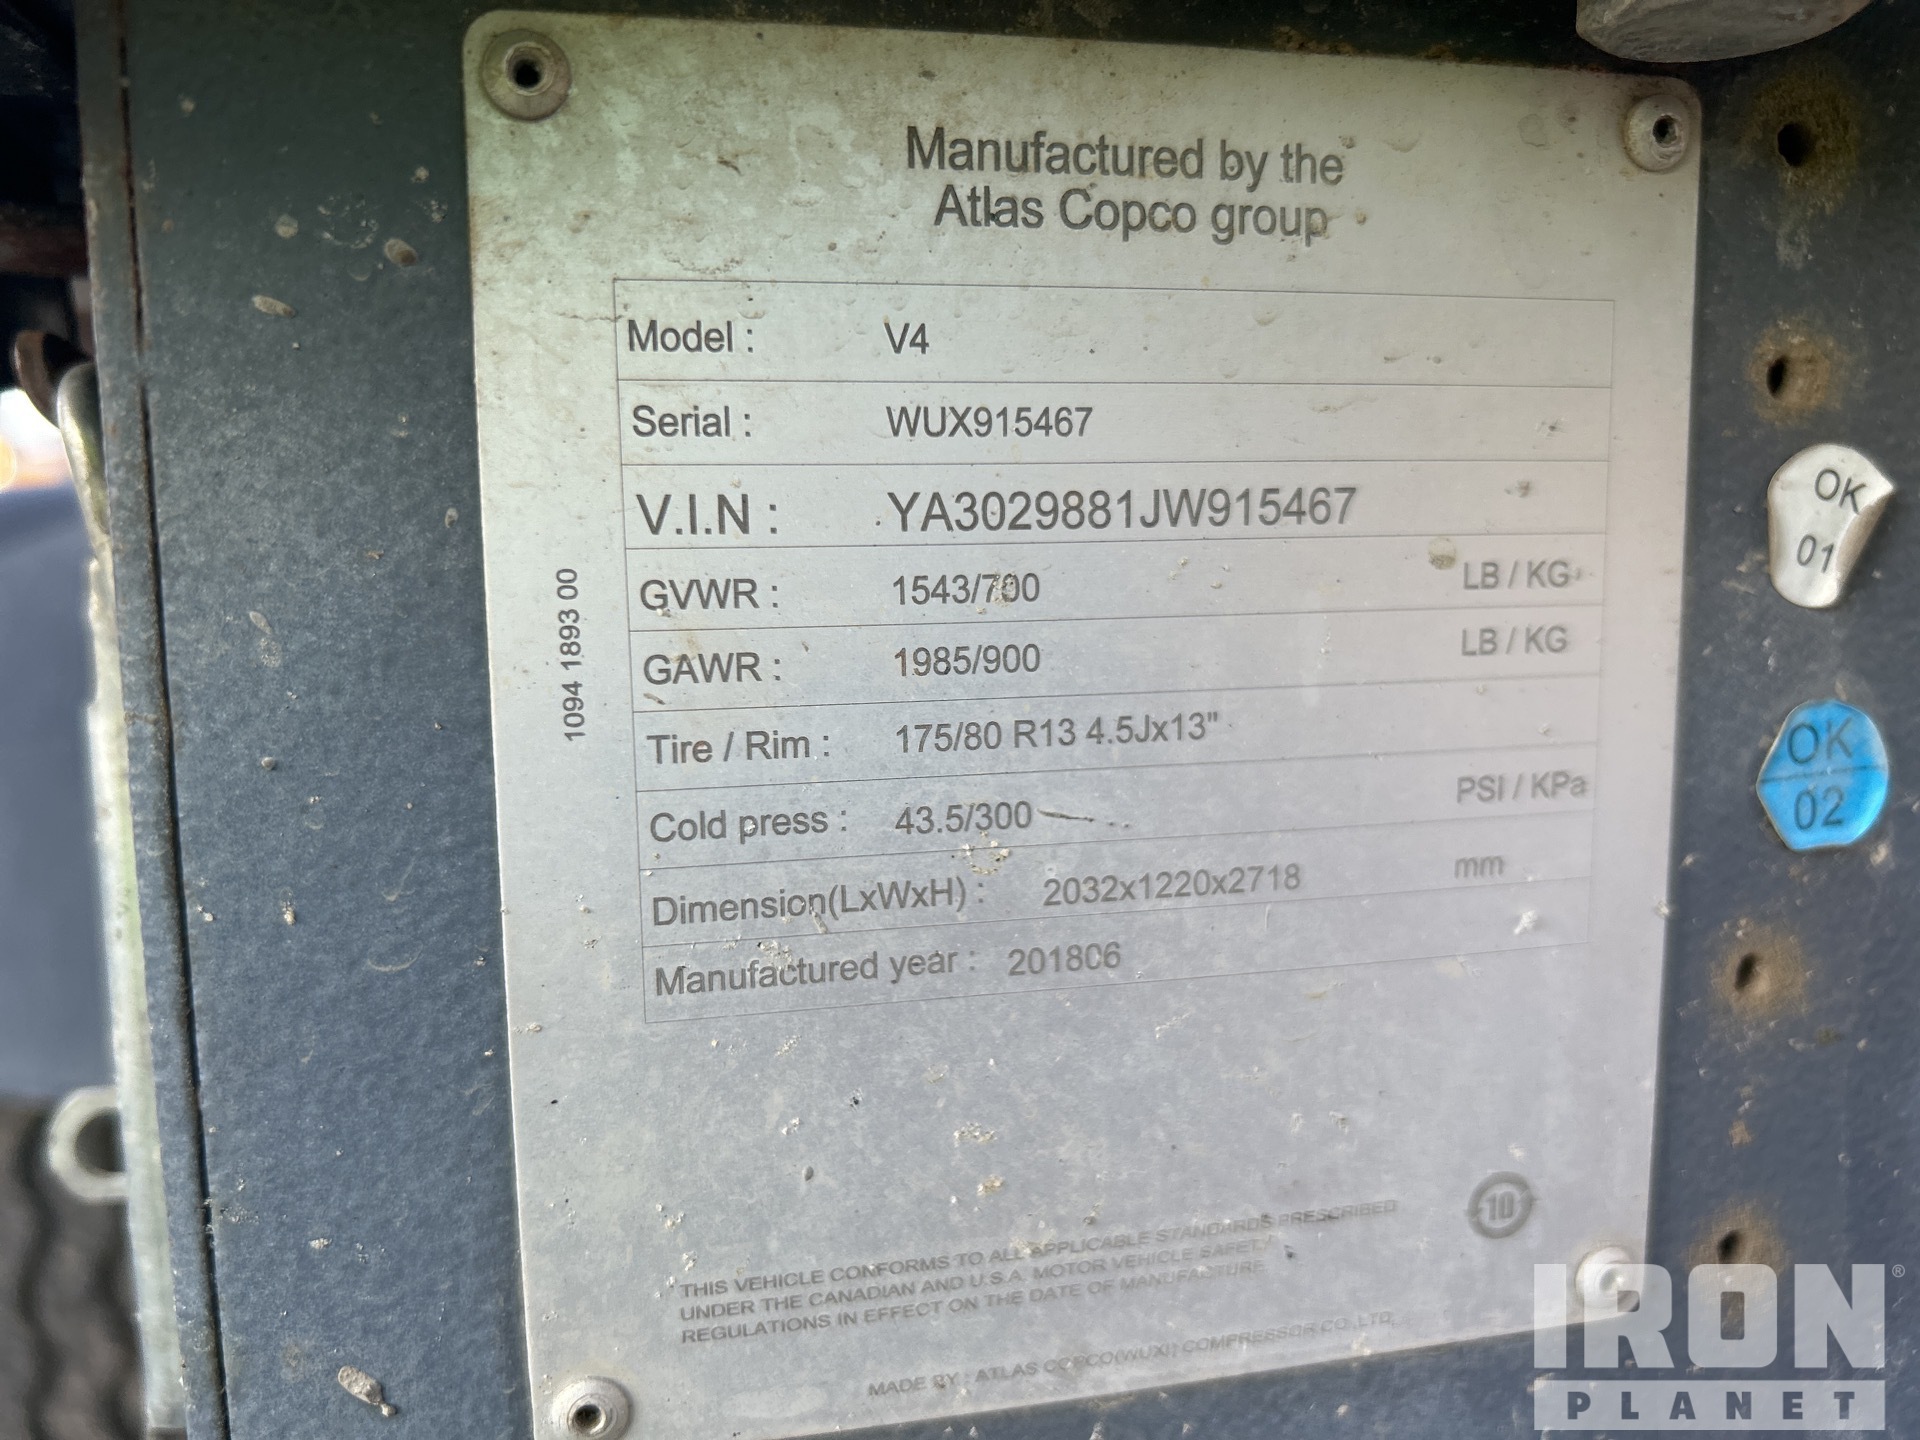 Manufactured by the
Atlas Copco group
Model : V4
Serial : WUX915467
V.I.N : YA3029881JW915467
GVWR : 1543/700 LB / KG
GAWR : 1985/900 LB / KG
Tire / Rim : 175/80 R13 4.5Jx13"
Cold press : 43.5/300 PSI / KPa
Dimension(LxWxH) : 2032x1220x2718 mm
Manufactured year : 201806
1094 1893 00
10
THIS VEHICLE CONFORMS TO ALL APPLICABLE STANDARDS PRESCRIBED
UNDER THE CANADIAN AND U.S.A. MOTOR VEHICLE SAFETY
REGULATIONS IN EFFECT ON THE DATE OF MANUFACTURE
MADE BY : ATLAS COPCO(WUXI) COMPRESSOR CO.,LTD.
OK
01
OK
02
IRON ®
PLANET